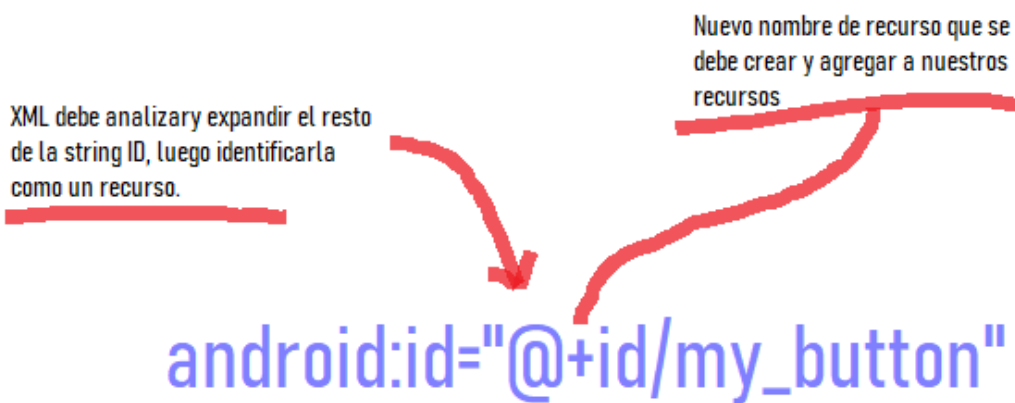 Nuevo nombre de recurso que se
debe crear y agregar a nuestros
recursos
XML debe analizary expandir el resto
de la string ID, luego identificarla
como un recurso.
android:id="@+id/my_button"